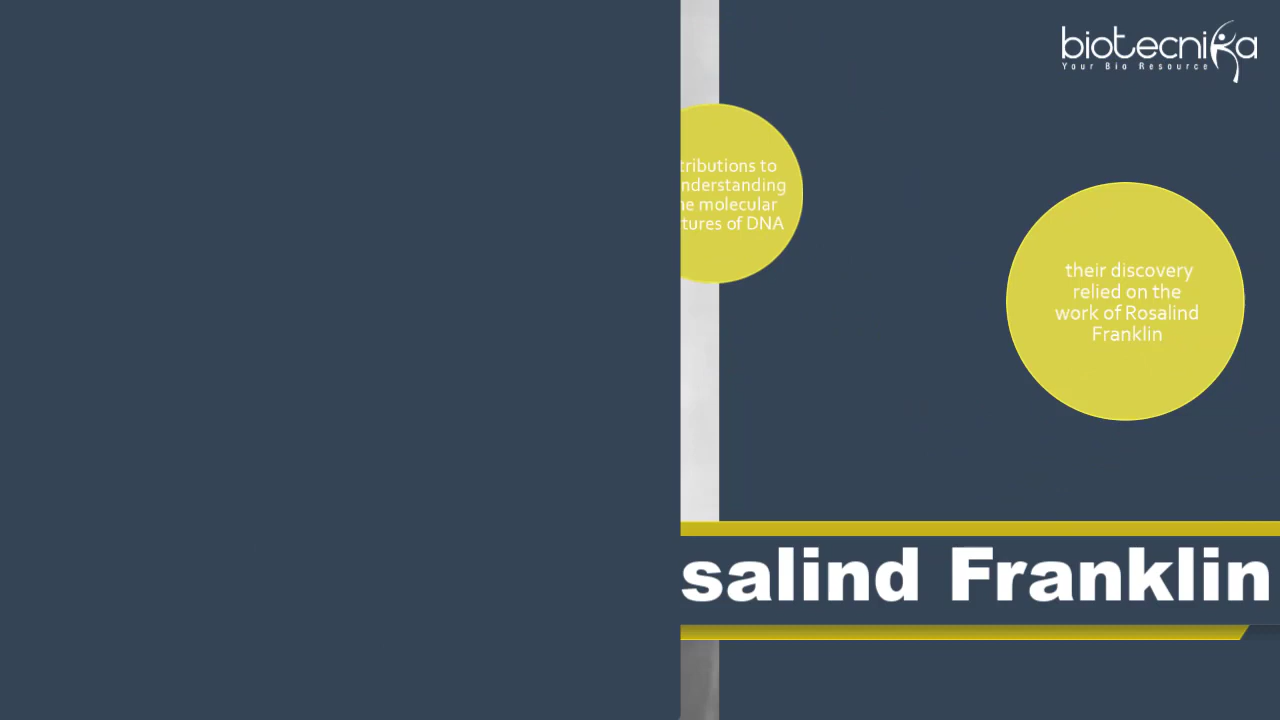 biotecnika
Your Bio Resource
tributions to
nderstanding
e molecular
tures of DNA
their discovery
relied on the
work of Rosalind
Franklin
salind Franklin